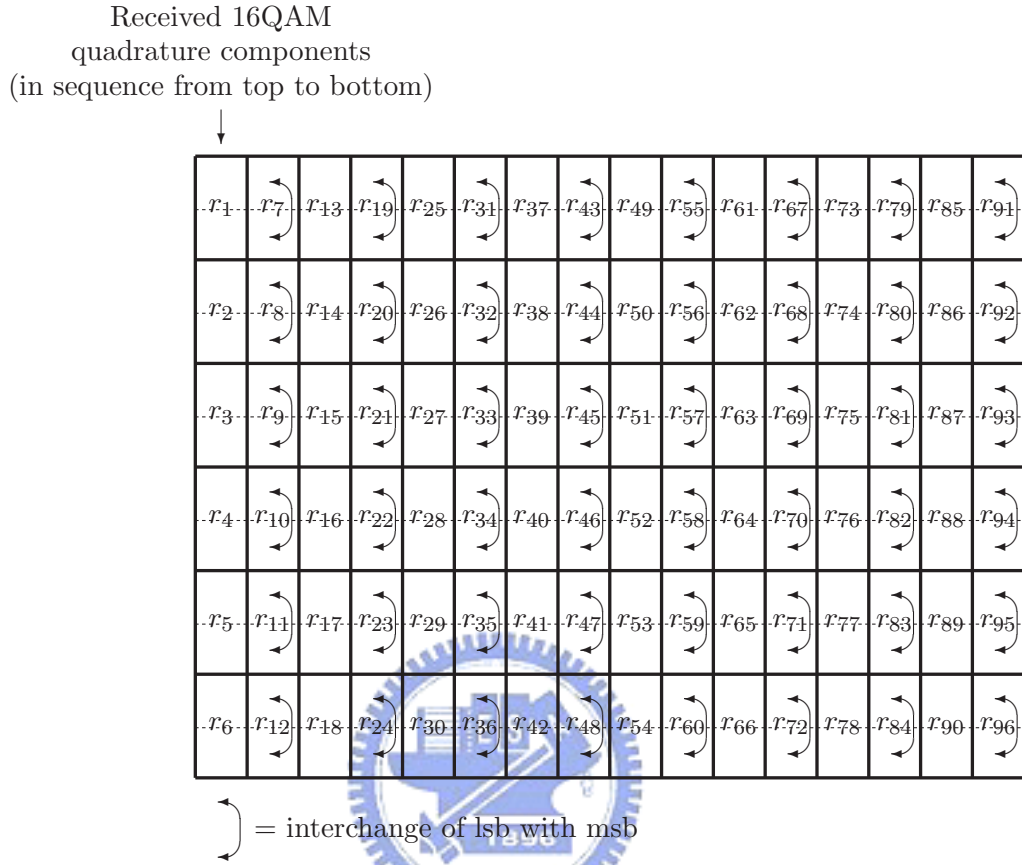 Received 16QAM
quadrature components
(in sequence from top to bottom)
r1 r7 r13 r19 r25 r31 r37 r43 r49 r55 r61 r67 r73 r79 r85 r91
r2 r8 r14 r20 r26 r32 r38 r44 r50 r56 r62 r68 r74 r80 r86 r92
r3 r9 r15 r21 r27 r33 r39 r45 r51 r57 r63 r69 r75 r81 r87 r93
r4 r10 r16 r22 r28 r34 r40 r46 r52 r58 r64 r70 r76 r82 r88 r94
r5 r11 r17 r23 r29 r35 r41 r47 r53 r59 r65 r71 r77 r83 r89 r95
r6 r12 r18 r24 r30 r36 r42 r48 r54 r60 r66 r72 r78 r84 r90 r96
= interchange of lsb with msb
1896